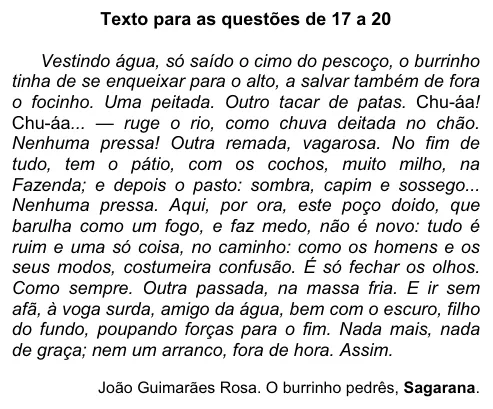 Texto para as questões de 17 a 20
Vestindo água, só saído o cimo do pescoço, o burrinho
tinha de se enqueixar para o alto, a salvar também de fora
o focinho. Uma peitada. Outro tacar de patas. Chu-áa!
Chu-áa... — ruge o rio, como chuva deitada no chão.
Nenhuma pressa! Outra remada, vagarosa. No fim de
tudo, tem o pátio, com os cochos, muito milho, na
Fazenda; e depois o pasto: sombra, capim e sossego...
Nenhuma pressa. Aqui, por ora, este poço doido, que
barulha como um fogo, e faz medo, não é novo: tudo é
ruim e uma só coisa, no caminho: como os homens e os
seus modos, costumeira confusão. É só fechar os olhos.
Como sempre. Outra passada, na massa fria. E ir sem
afã, à voga surda, amigo da água, bem com o escuro, filho
do fundo, poupando forças para o fim. Nada mais, nada
de graça; nem um arranco, fora de hora. Assim.
João Guimarães Rosa. O burrinho pedrês, Sagarana.